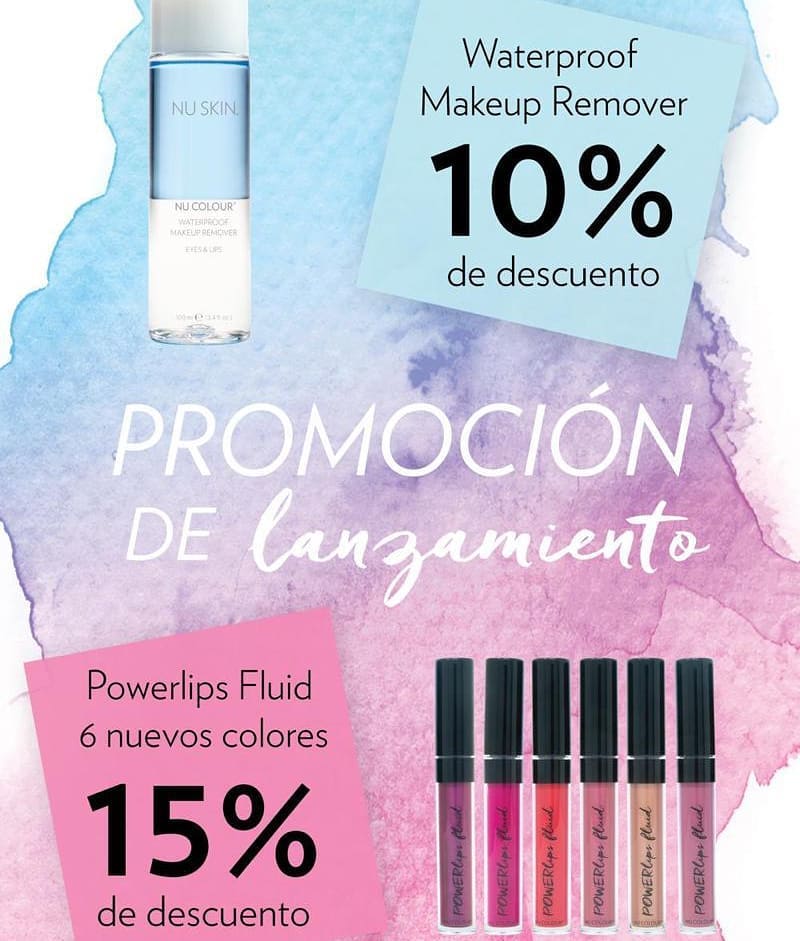 NU SKIN.
NU COLOUR®
WATERPROOF
MAKEUP REMOVER
EYES & LIPS
Waterproof
Makeup Remover
10%
de descuento
PROMOCIÓN
DE lanzamiento
Powerlips Fluid
6 nuevos colores
15%
de descuento
POWERlips fluid
POWERlips fluid
POWERlips fluid
POWERlips fluid
POWERlips fluid
POWERlips fluid